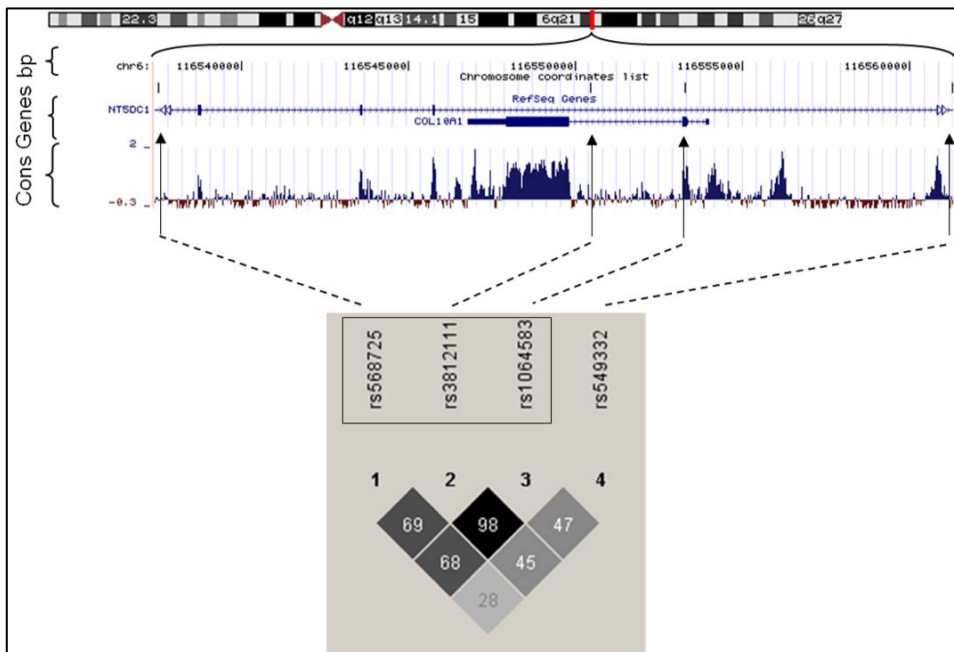 22.3 q12 q13 14.1 15 6q21 26 q27
chr6: 116540000 116545000 116550000 116555000 116560000
Chromosome coordinates list
RefSeq Genes
NT5DC1
COL10A1
2
-0.3
Cons Genes bp
rs568725 rs3812111 rs1064583 rs549332
1 2 3 4
69 98 47
68 45
28